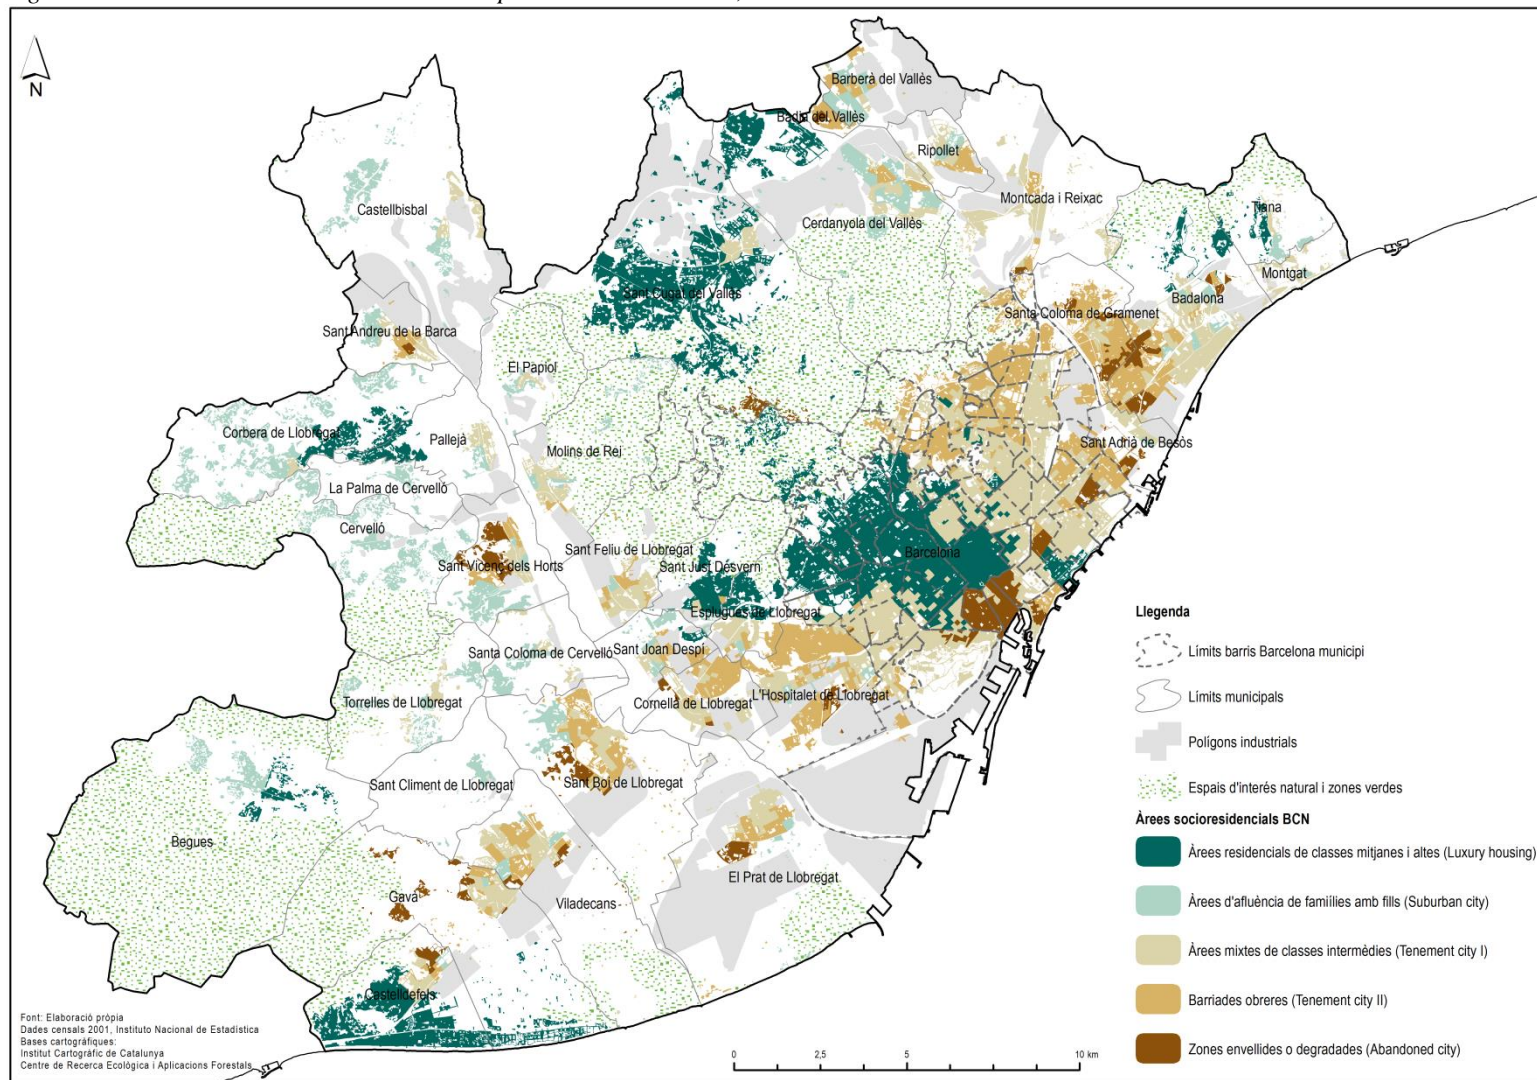 N
Barberà del Vallès
Badia del Vallès
Ripollet
Castellbisbal
Montcada i Reixac
Tiana
Cerdanyola del Vallès
Montgat
Sant Cugat del Vallès
Badalona
Santa Coloma de Gramenet
Sant Andreu de la Barca
El Papiol
Corbera de Llobregat
Pallejà
Sant Adrià de Besòs
Molins de Rei
La Palma de Cervelló
Cervelló
Sant Feliu de Llobregat
Barcelona
Sant Vicenç dels Horts
Sant Just Desvern
Esplugues de Llobregat
Santa Coloma de Cervelló
Sant Joan Despí
Torrelles de Llobregat
Cornellà de Llobregat
L'Hospitalet de Llobregat
Sant Climent de Llobregat
Sant Boi de Llobregat
Begues
El Prat de Llobregat
Gavà
Viladecans
Castelldefels
Llegenda
Límits barris Barcelona municipi
Límits municipals
Polígons industrials
Espais d'interés natural i zones verdes
Àrees socioresidencials BCN
Àrees residencials de classes mitjanes i altes (Luxury housing)
Àrees d'afluència de famiílies amb fills (Suburban city)
Àrees mixtes de classes intermèdies (Tenement city I)
Barriades obreres (Tenement city II)
Zones envellides o degradades (Abandoned city)
Font: Elaboració pròpia
Dades censals 2001, Instituto Nacional de Estadística
Bases cartogràfiques:
Institut Cartogràfic de Catalunya
Centre de Recerca Ecològica i Aplicacions Forestals
0 2,5 5 10 km